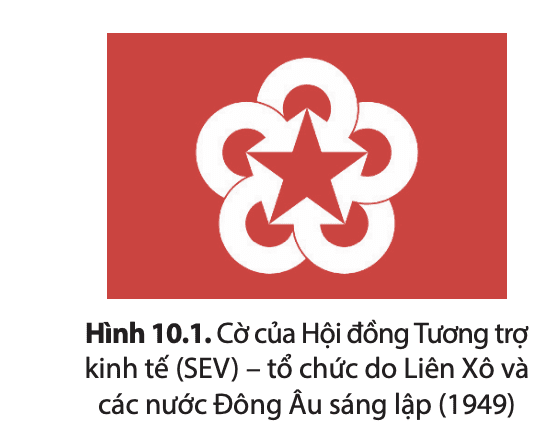 Hình 10.1. Cờ của Hội đồng Tương trợ
kinh tế (SEV) – tổ chức do Liên Xô và
các nước Đông Âu sáng lập (1949)